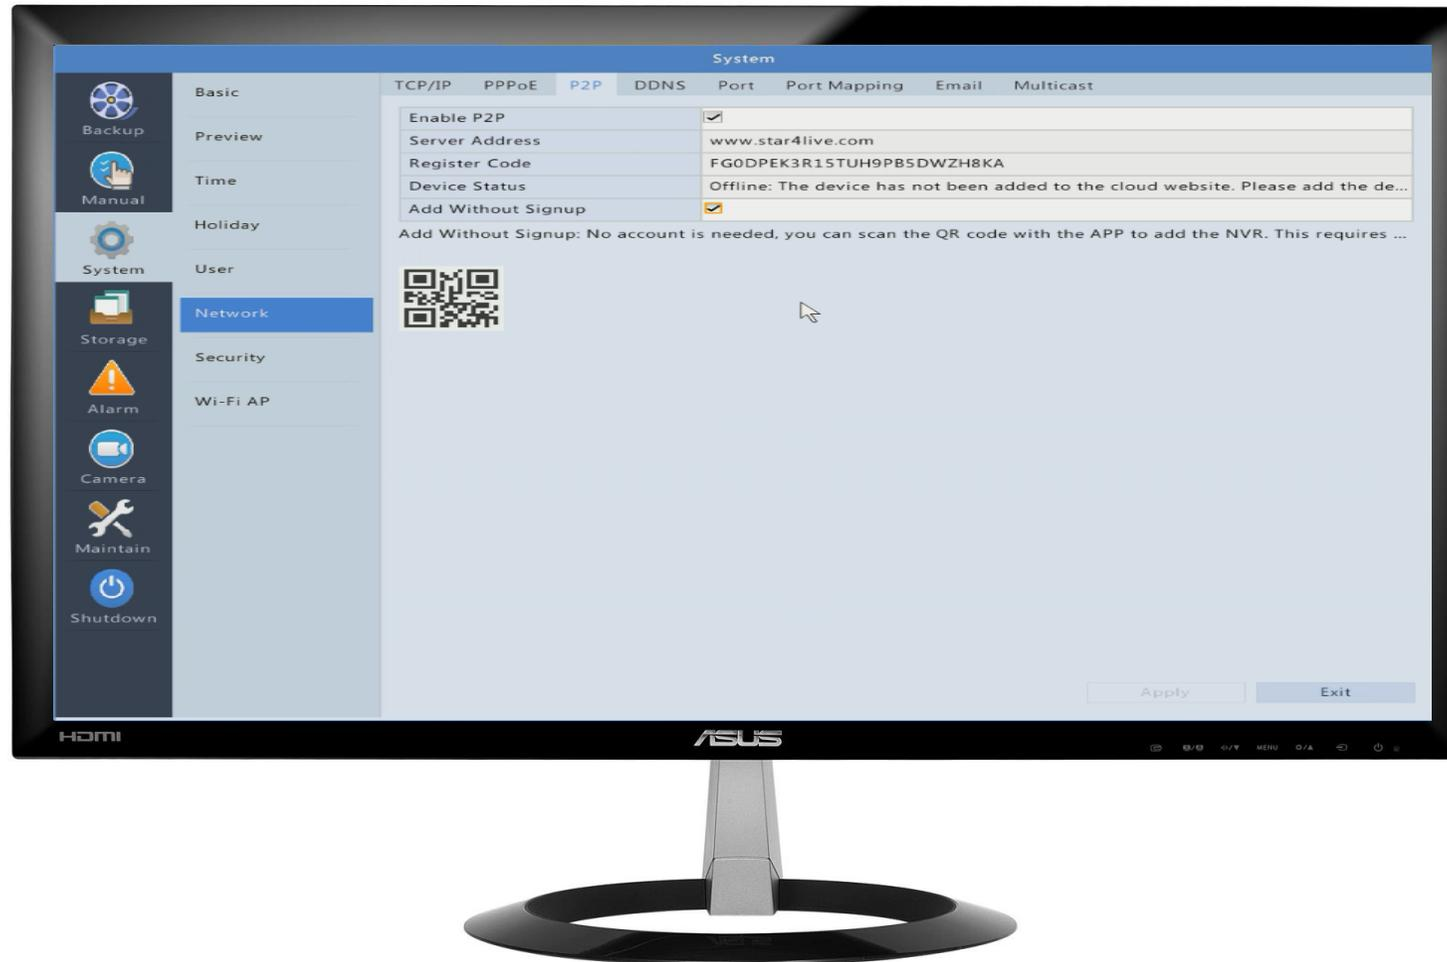 System
Backup
Manual
System
Storage
Alarm
Camera
Maintain
Shutdown
Basic
Preview
Time
Holiday
User
Network
Security
Wi-Fi AP
TCP/IP PPPoE P2P DDNS Port Port Mapping Email Multicast
Enable P2P
Server Address www.star4live.com
Register Code FG0DPEK3R15TUH9PB5DWZH8KA
Device Status Offline: The device has not been added to the cloud website. Please add the de...
Add Without Signup
Add Without Signup: No account is needed, you can scan the QR code with the APP to add the NVR. This requires ...
Apply Exit
HDMI
ASUS
MENU